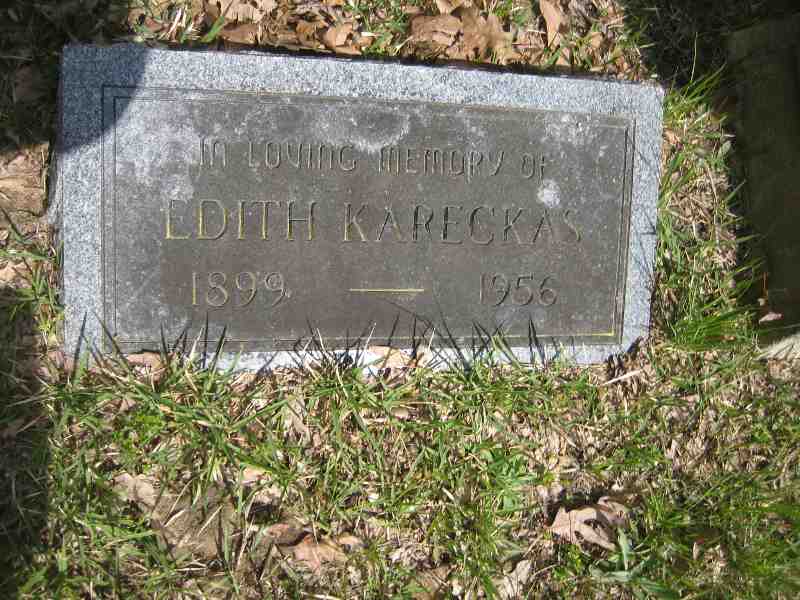 IN LOVING MEMORY OF
EDITH KARECKAS
1899 — 1956